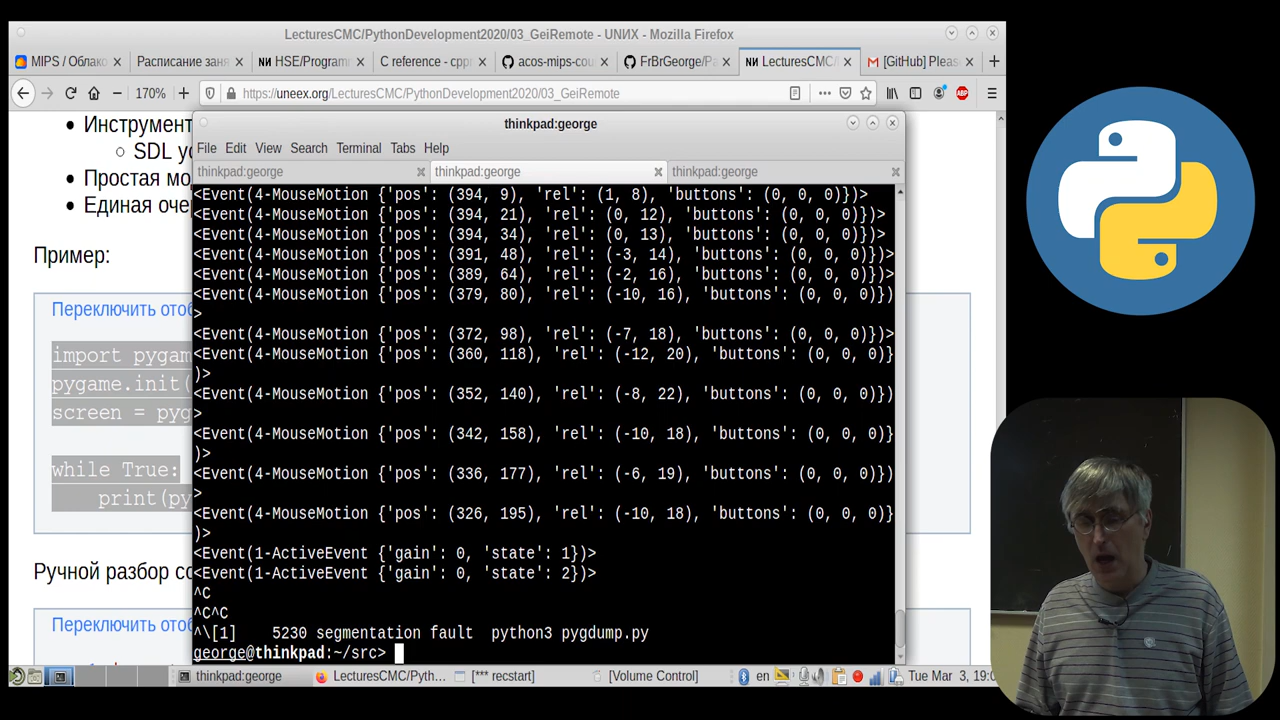 LecturesCMC/PythonDevelopment2020/03_GeiRemote - UNИX - Mozilla Firefox
MIPS / Облако
Расписание заня
HSE/Program
C reference - cppr
acos-mips-cou
FrBrGeorge/Pa
LecturesCMC/
[GitHub] Pleas
170%
https://uneex.org/LecturesCMC/PythonDevelopment2020/03_GeiRemote
Инструмент
SDL ус
Простая мо
Единая очер
Пример:
Переключить отоб
import pygam
pygame.init(
screen = pyg
while True:
print(py
Ручной разбор со
Переключить отоб
thinkpad:george
File Edit View Search Terminal Tabs Help
thinkpad:george
thinkpad:george
thinkpad:george
<Event(4-MouseMotion {'pos': (394, 9), 'rel': (1, 8), 'buttons': (0, 0, 0)})>
<Event(4-MouseMotion {'pos': (394, 21), 'rel': (0, 12), 'buttons': (0, 0, 0)})>
<Event(4-MouseMotion {'pos': (394, 34), 'rel': (0, 13), 'buttons': (0, 0, 0)})>
<Event(4-MouseMotion {'pos': (391, 48), 'rel': (-3, 14), 'buttons': (0, 0, 0)})>
<Event(4-MouseMotion {'pos': (389, 64), 'rel': (-2, 16), 'buttons': (0, 0, 0)})>
<Event(4-MouseMotion {'pos': (379, 80), 'rel': (-10, 16), 'buttons': (0, 0, 0)})
>
<Event(4-MouseMotion {'pos': (372, 98), 'rel': (-7, 18), 'buttons': (0, 0, 0)})>
<Event(4-MouseMotion {'pos': (360, 118), 'rel': (-12, 20), 'buttons': (0, 0, 0)}
)>
<Event(4-MouseMotion {'pos': (352, 140), 'rel': (-8, 22), 'buttons': (0, 0, 0)})
>
<Event(4-MouseMotion {'pos': (342, 158), 'rel': (-10, 18), 'buttons': (0, 0, 0)}
)>
<Event(4-MouseMotion {'pos': (336, 177), 'rel': (-6, 19), 'buttons': (0, 0, 0)})
>
<Event(4-MouseMotion {'pos': (326, 195), 'rel': (-10, 18), 'buttons': (0, 0, 0)}
)>
<Event(1-ActiveEvent {'gain': 0, 'state': 1})>
<Event(1-ActiveEvent {'gain': 0, 'state': 2})>
^C
^C^C
^\[1]    5230 segmentation fault  python3 pygdump.py
george@thinkpad:~/src>
thinkpad:george
LecturesCMC/Pyth...
[*** recstart]
[Volume Control]
en
Tue Mar 3, 19:0